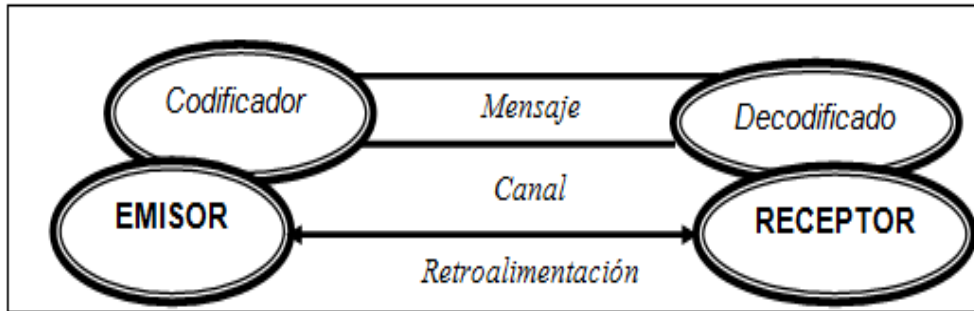 Codificador
Mensaje
Decodificado
Canal
EMISOR
RECEPTOR
Retroalimentación